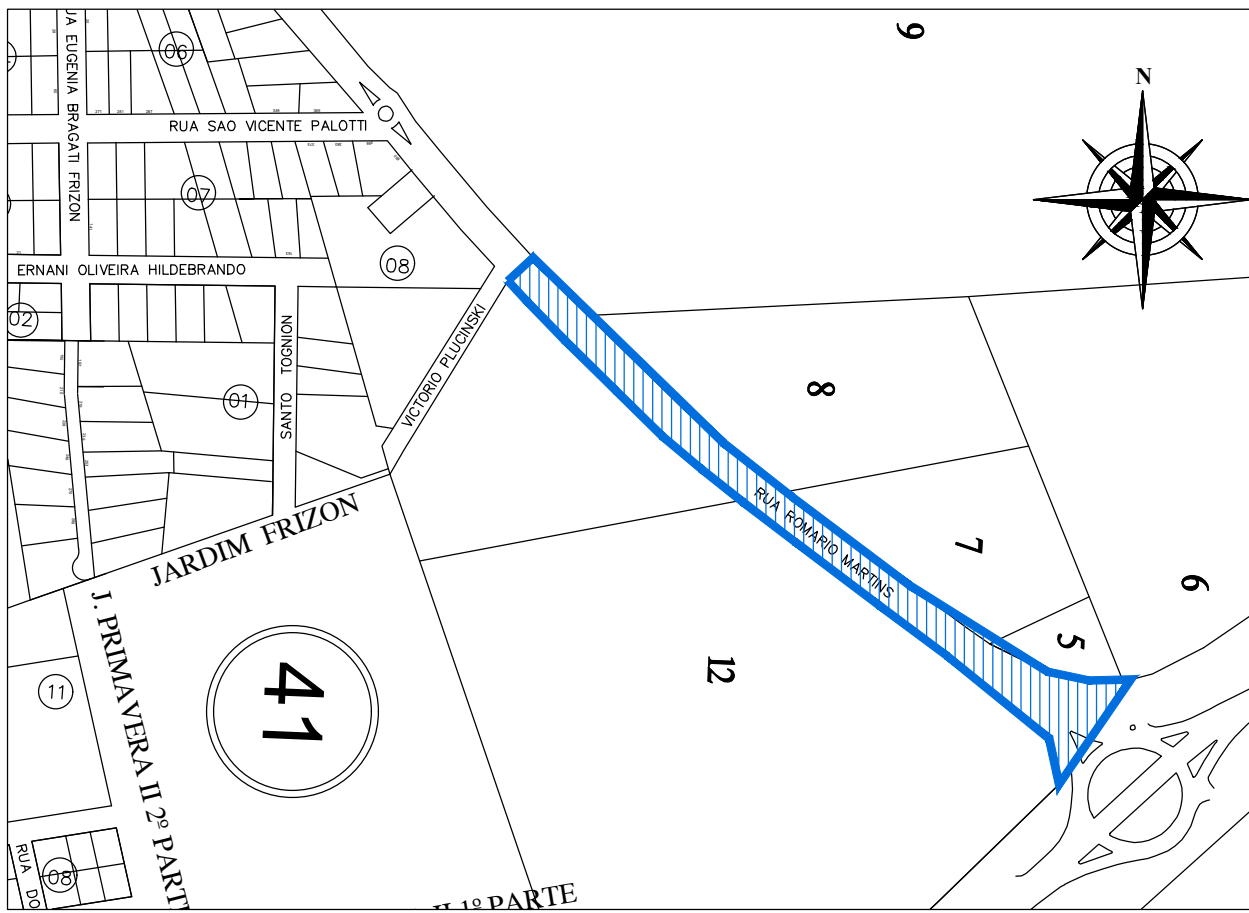 9
N
UA EUGENIA BRAGATI FRIZON
06
RUA SAO VICENTE PALOTTI
07
08
ERNANI OLIVEIRA HILDEBRANDO
02
SANTO TOGNION
VICTORIO PLUCINSKI
01
8
RUA ROMARIO MARTINS
7
6
5
JARDIM FRIZON
J. PRIMAVERA II 2º PARTE
41
12
11
08
RUA DO
II 1º PARTE